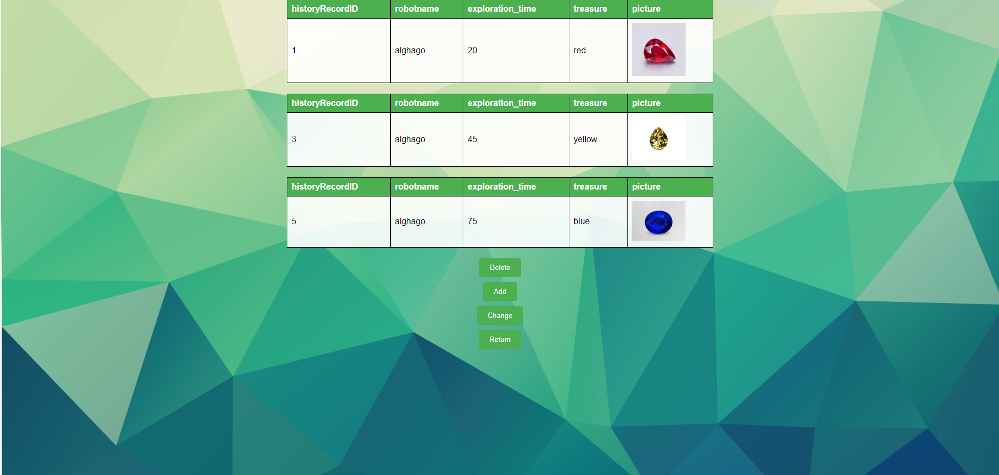 historyRecordID robotname exploration_time treasure picture
1 alghago 20 red
historyRecordID robotname exploration_time treasure picture
3 alghago 45 yellow
historyRecordID robotname exploration_time treasure picture
5 alghago 75 blue
Delete
Add
Change
Return